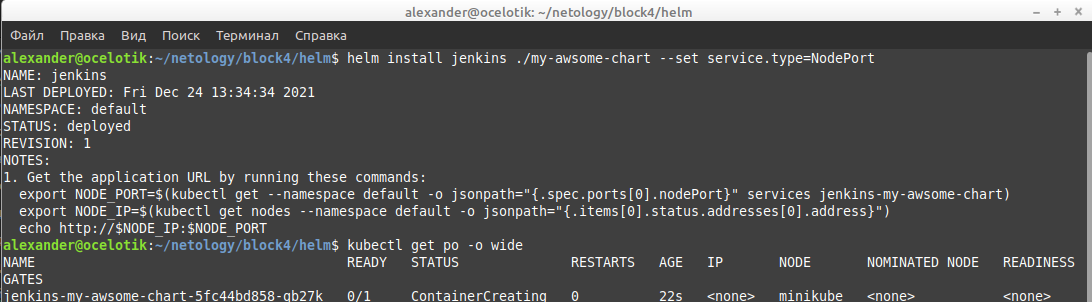 alexander@ocelotik: ~/netology/block4/helm
Файл Правка Вид Поиск Терминал Справка
alexander@ocelotik:~/netology/block4/helm$ helm install jenkins ./my-awsome-chart --set service.type=NodePort
NAME: jenkins
LAST DEPLOYED: Fri Dec 24 13:34:34 2021
NAMESPACE: default
STATUS: deployed
REVISION: 1
NOTES:
1. Get the application URL by running these commands:
  export NODE_PORT=$(kubectl get --namespace default -o jsonpath="{.spec.ports[0].nodePort}" services jenkins-my-awsome-chart)
  export NODE_IP=$(kubectl get nodes --namespace default -o jsonpath="{.items[0].status.addresses[0].address}")
  echo http://$NODE_IP:$NODE_PORT
alexander@ocelotik:~/netology/block4/helm$ kubectl get po -o wide
NAME                                       READY   STATUS              RESTARTS   AGE   IP       NODE       NOMINATED NODE   READINESS
GATES
jenkins-my-awsome-chart-5fc44bd858-qb27k   0/1     ContainerCreating   0          22s   <none>   minikube   <none>           <none>